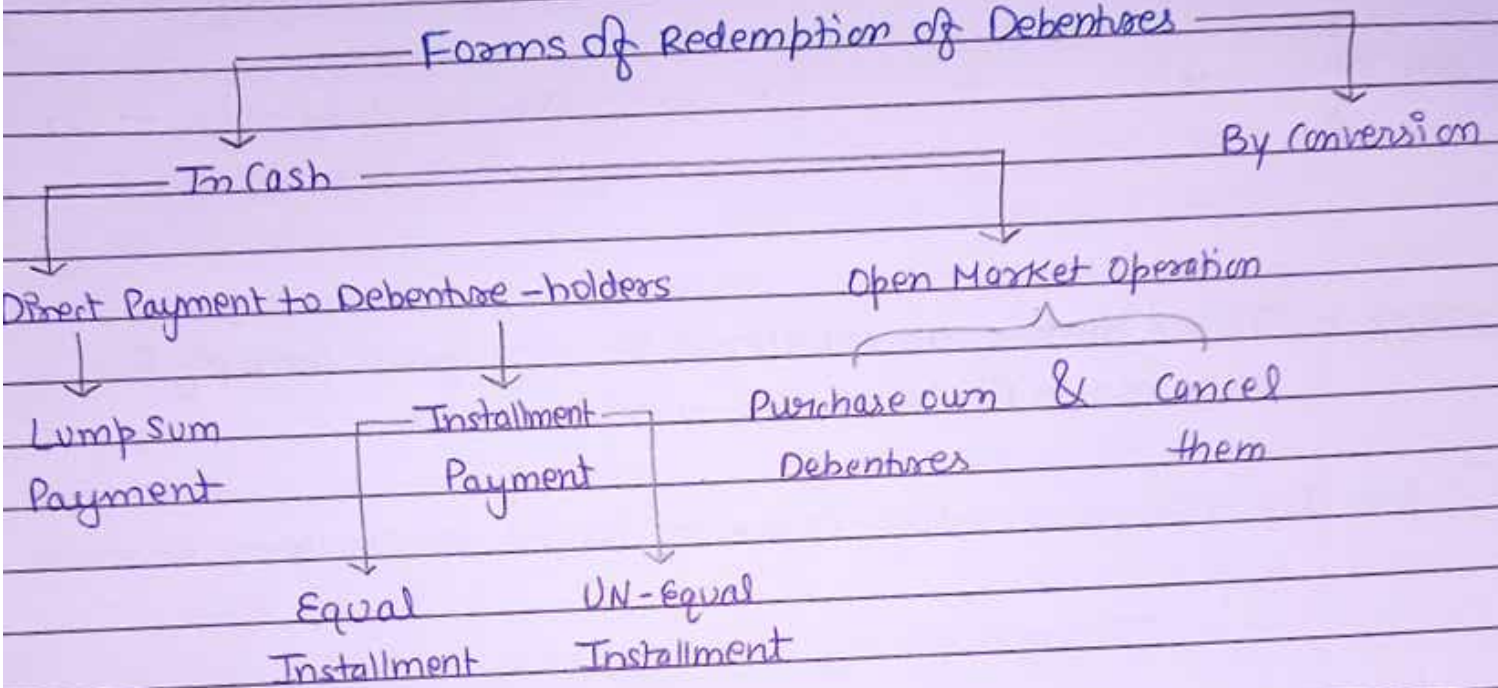 Forms Of Redemption of Debentures
In Cash
By Conversion
Direct Payment to Debenture-holders
Open Market Operation
Lump Sum
Payment
Installment
Payment
Purchase own & Cancel
Debentures them
Equal
Installment
UN-Equal
Installment